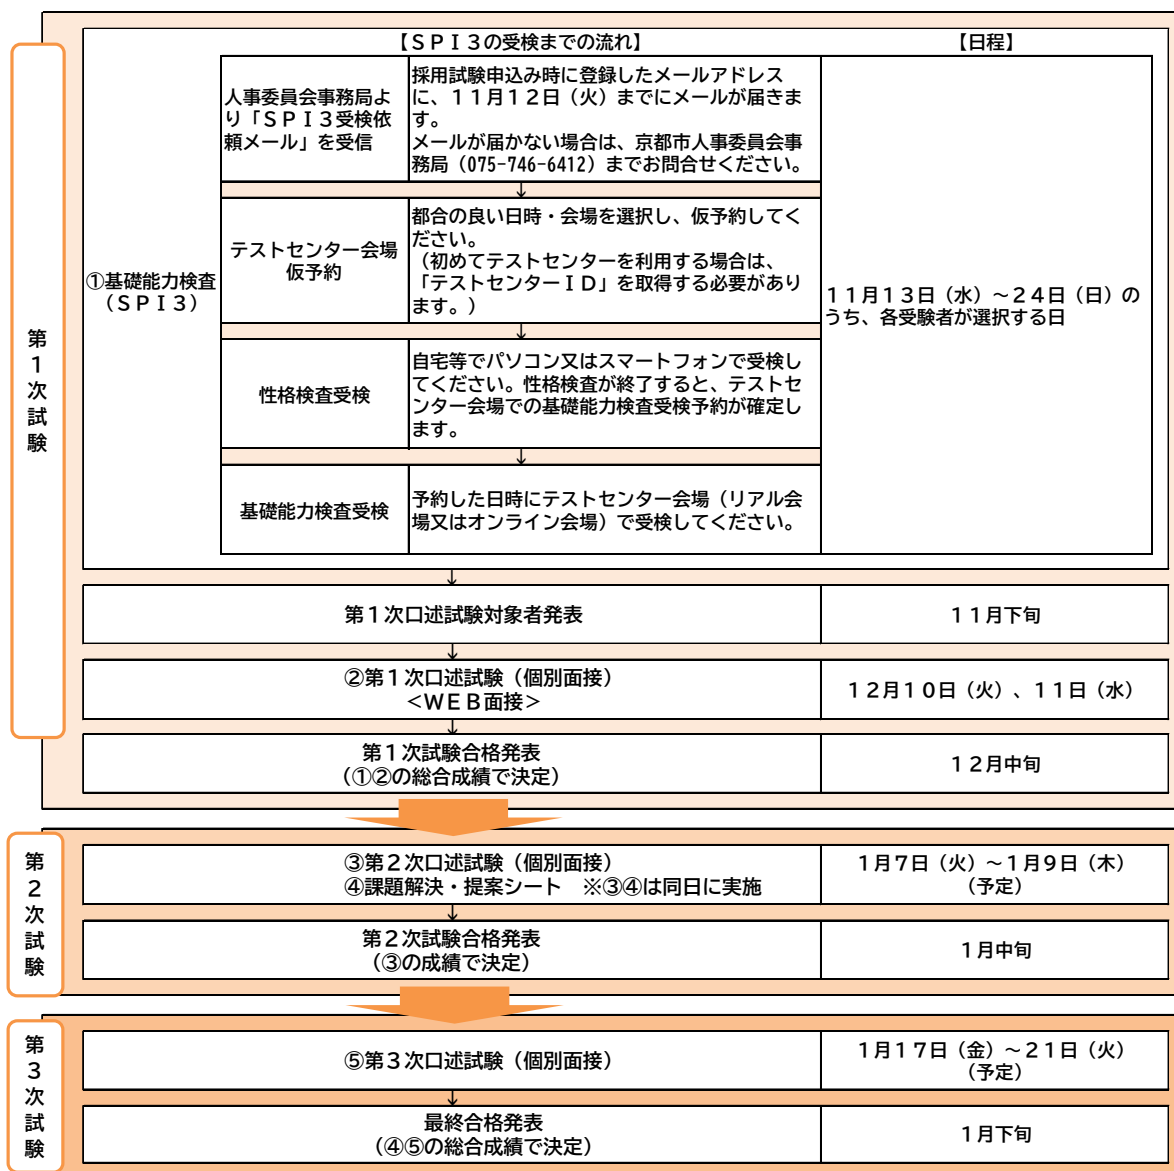 第1次試験
①基礎能力検査
（ＳＰＩ３）
【ＳＰＩ３の受検までの流れ】
【日程】
人事委員会事務局よ
り「ＳＰＩ３受検依
頼メール」を受信
採用試験申込み時に登録したメールアドレス
に、１１月１２日（火）までにメールが届きま
す。
メールが届かない場合は、京都市人事委員会事
務局（075-746-6412）までお問合せください。
↓
テストセンター会場
仮予約
都合の良い日時・会場を選択し、仮予約してく
ださい。
（初めてテストセンターを利用する場合は、
「テストセンターＩＤ」を取得する必要があり
ます。）
↓
性格検査受検
自宅等でパソコン又はスマートフォンで受検し
てください。性格検査が終了すると、テストセ
ンター会場での基礎能力検査受検予約が確定し
ます。
↓
基礎能力検査受検
予約した日時にテストセンター会場（リアル会
場又はオンライン会場）で受検してください。
１１月１３日（水）～２４日（日）の
うち、各受験者が選択する日
↓
第１次口述試験対象者発表
１１月下旬
↓
②第１次口述試験（個別面接）
＜ＷＥＢ面接＞
１２月１０日（火）、１１日（水）
↓
第１次試験合格発表
（①②の総合成績で決定）
１２月中旬
第2次試験
③第２次口述試験（個別面接）
④課題解決・提案シート　※③④は同日に実施
１月７日（火）～１月９日（木）
（予定）
↓
第２次試験合格発表
（③の成績で決定）
１月中旬
第3次試験
⑤第３次口述試験（個別面接）
１月１７日（金）～２１日（火）
（予定）
↓
最終合格発表
（④⑤の総合成績で決定）
１月下旬